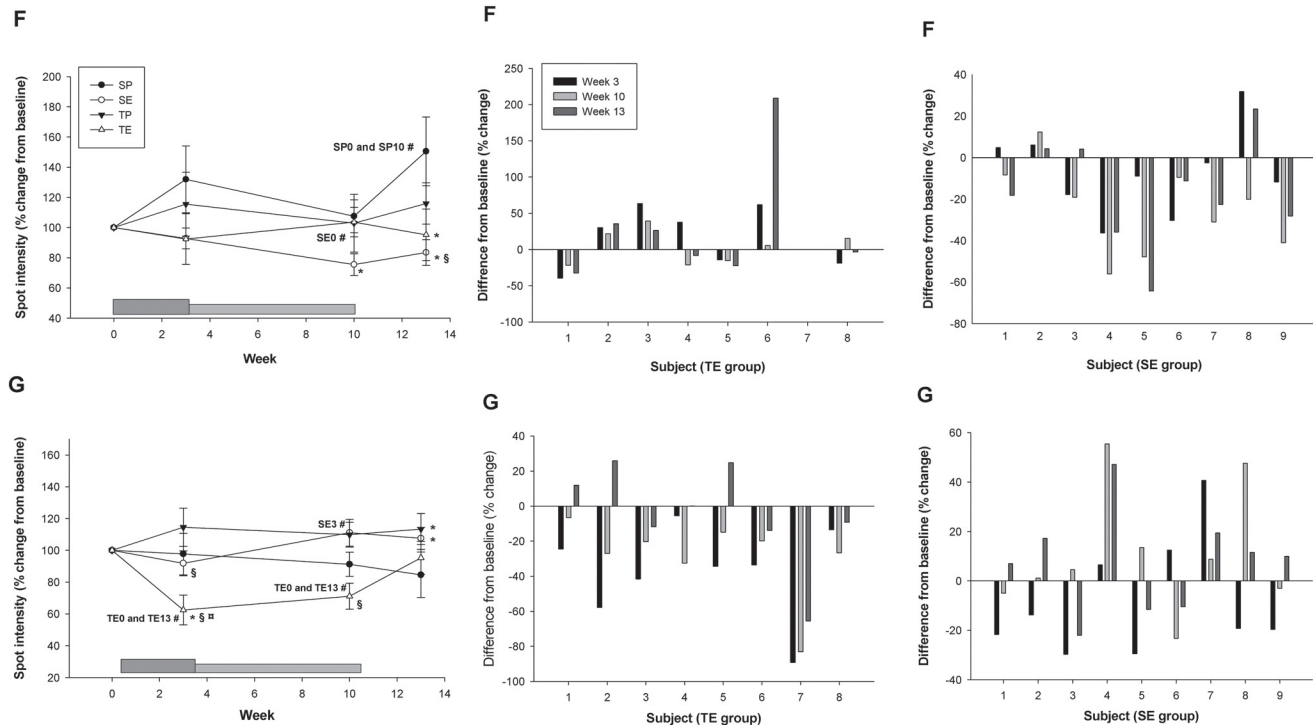 F
Spot intensity (% change from baseline)
200
180
160
140
120
100
80
60
40
SP
SE
TP
TE
SP0 and SP10 #
SE0 #
*
*
* §
0 2 4 6 8 10 12 14
Week
F
Diffrence from baseline (% change)
250
200
150
100
50
0
-50
-100
Week 3
Week 10
Week 13
1 2 3 4 5 6 7 8
Subject (TE group)
F
Difference from baseline (% change)
40
20
0
-20
-40
-60
-80
1 2 3 4 5 6 7 8 9
Subject (SE group)
G
Spot intensity (% change from baseline)
160
140
120
100
80
60
40
20
SE3 #
*
*
§
TE0 and TE13 #
§
TE0 and TE13 # * § ¤
0 2 4 6 8 10 12 14
Week
G
Difference from baseline (% change)
40
20
0
-20
-40
-60
-80
-100
1 2 3 4 5 6 7 8
Subject (TE group)
G
Difference from baseline (% change)
60
40
20
0
-20
-40
1 2 3 4 5 6 7 8 9
Subject (SE group)